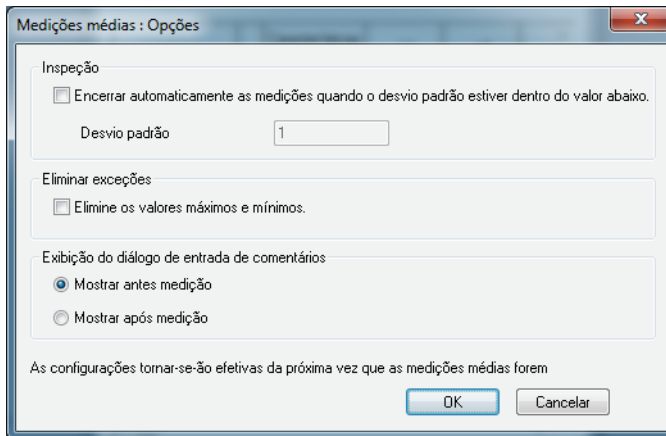 Medições médias : Opções
Inspeção
Encerrar automaticamente as medições quando o desvio padrão estiver dentro do valor abaixo.
Desvio padrão
1
Eliminar exceções
Elimine os valores máximos e mínimos.
Exibição do diálogo de entrada de comentários
Mostrar antes medição
Mostrar após medição
As configurações tornar-se-ão efetivas da próxima vez que as medições médias forem
OK
Cancelar